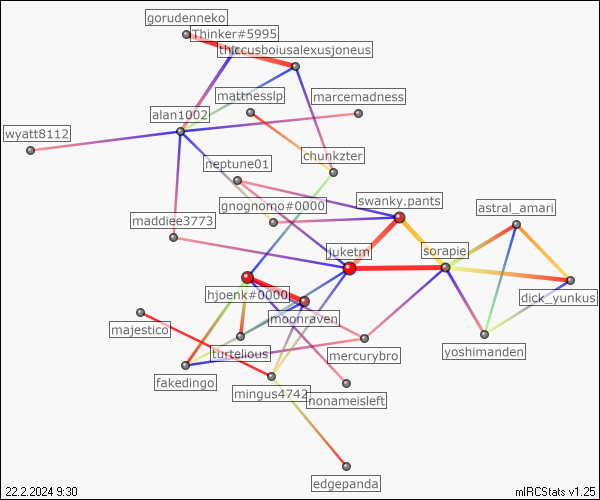 gorudenneko
Thinker#5995
thiccusboiusalexusjoneus
mattnesslp
marcemadness
alan1002
wyatt8112
chunkzter
neptune01
swanky.pants
gnognomo#0000
astral_amari
maddiee3773
juketm
sorapie
hjoenk#0000
dick_yunkus
moonraven
majestico
turtelious
mercurybro
yoshimanden
fakedingo
mingus4742
nonameisleft
edgepanda
22.2.2024 9:30
mIRCStats v1.25